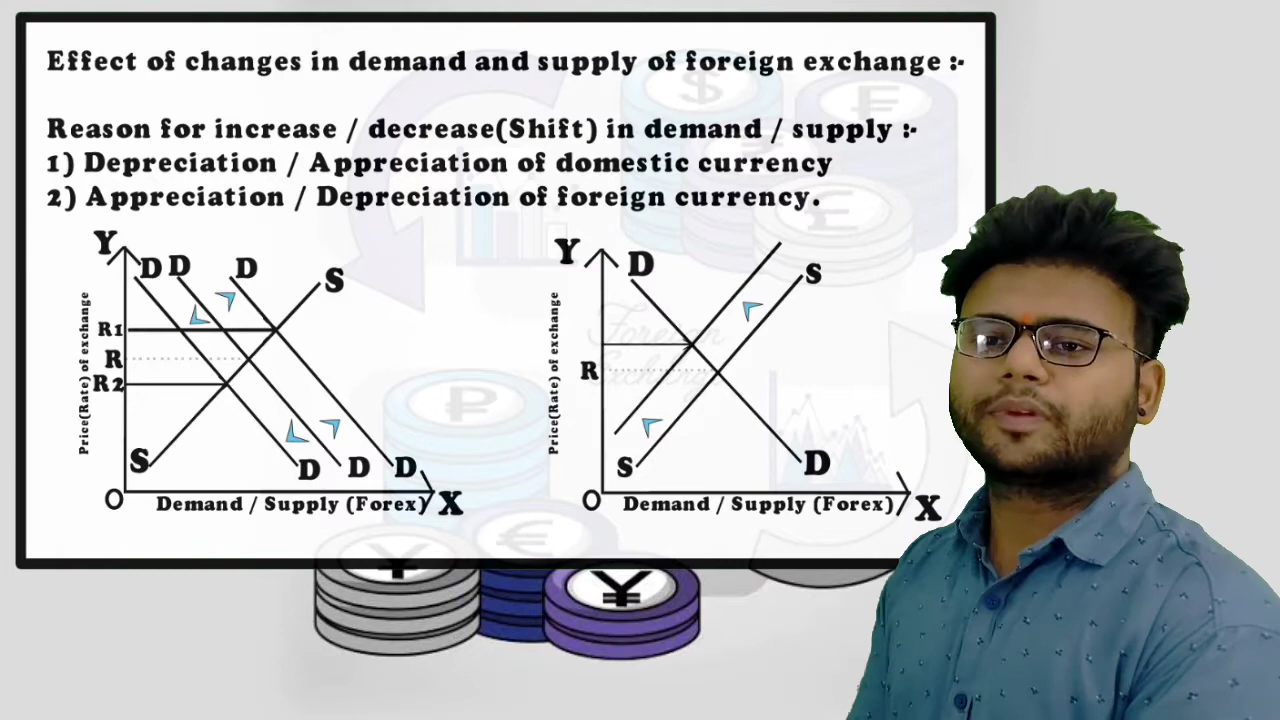 Effect of changes in demand and supply of foreign exchange :-
Reason for increase / decrease(Shift) in demand / supply :-
1) Depreciation / Appreciation of domestic currency
2) Appreciation / Depreciation of foreign currency.
Y
D D D S
R1
R
R2
Price(Rate) of exchange
S D D D
O Demand / Supply (Forex) X
Y D S
R
Price(Rate) of exchange
S D
O Demand / Supply (Forex) X
Foreign
Exchange